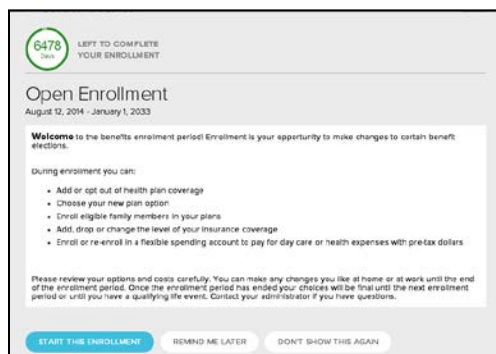 6478
Days
LEFT TO COMPLETE
YOUR ENROLLMENT
Open Enrollment
August 12, 2014 - January 1, 2033
Welcome to the benefits enrolment period! Enrollment is your opportunity to make changes to certain benefit
elections.
During enrollment you can:
• Add or opt out of health plan coverage
• Choose your new plan option
• Enroll eligible family members in your plans
• Add, drop or change the level of your insurance coverage
• Enroll or re-enroll in a flexible spending account to pay for day care or health expenses with pre-tax dollars
Please review your options and costs carefully. You can make any changes you like at home or at work until the end
of the enrollment period. Once the enrollment period has ended your choices will be final until the next enrollment
period or until you have a qualifying life event. Contact your administrator if you have questions.
START THIS ENROLLMENT
REMIND ME LATER
DON'T SHOW THIS AGAIN